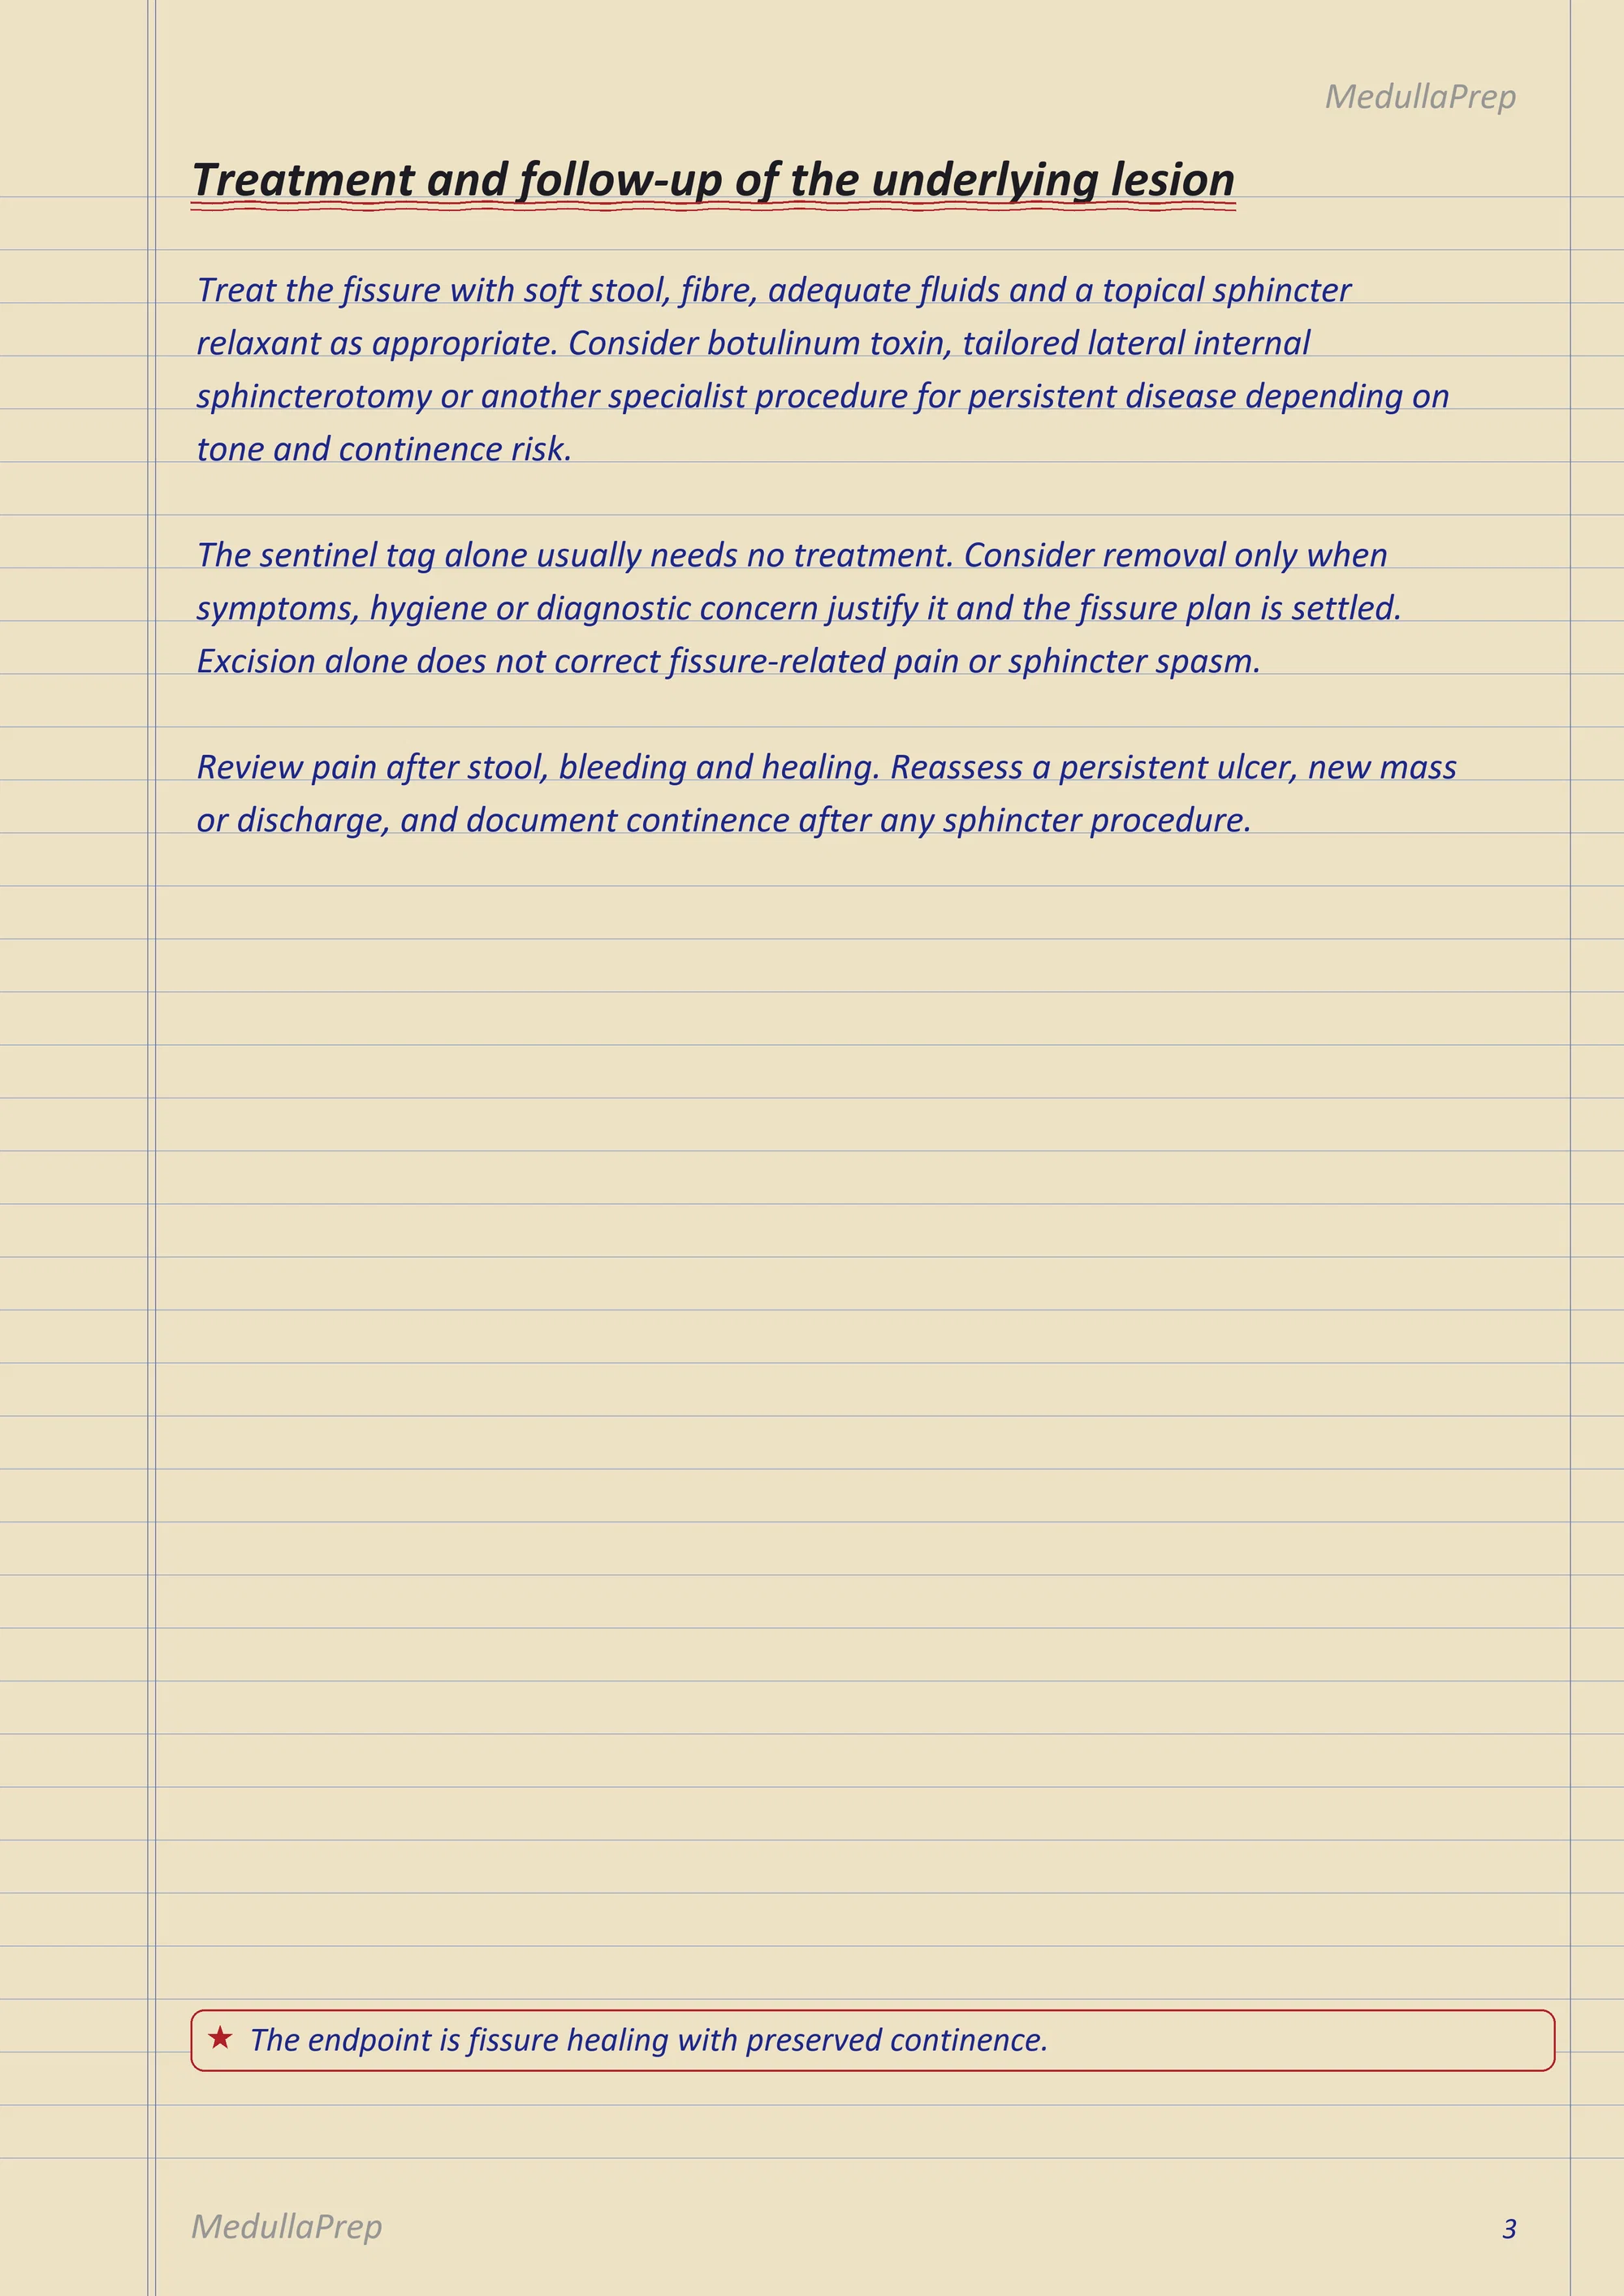 MedullaPrep
Treatment and follow-up of the underlying lesion
Treat the fissure with soft stool, fibre, adequate fluids and a topical sphincter
relaxant as appropriate. Consider botulinum toxin, tailored lateral internal
sphincterotomy or another specialist procedure for persistent disease depending on
tone and continence risk.
The sentinel tag alone usually needs no treatment. Consider removal only when
symptoms, hygiene or diagnostic concern justify it and the fissure plan is settled.
Excision alone does not correct fissure-related pain or sphincter spasm.
Review pain after stool, bleeding and healing. Reassess a persistent ulcer, new mass
or discharge, and document continence after any sphincter procedure.
★ The endpoint is fissure healing with preserved continence.
MedullaPrep
3